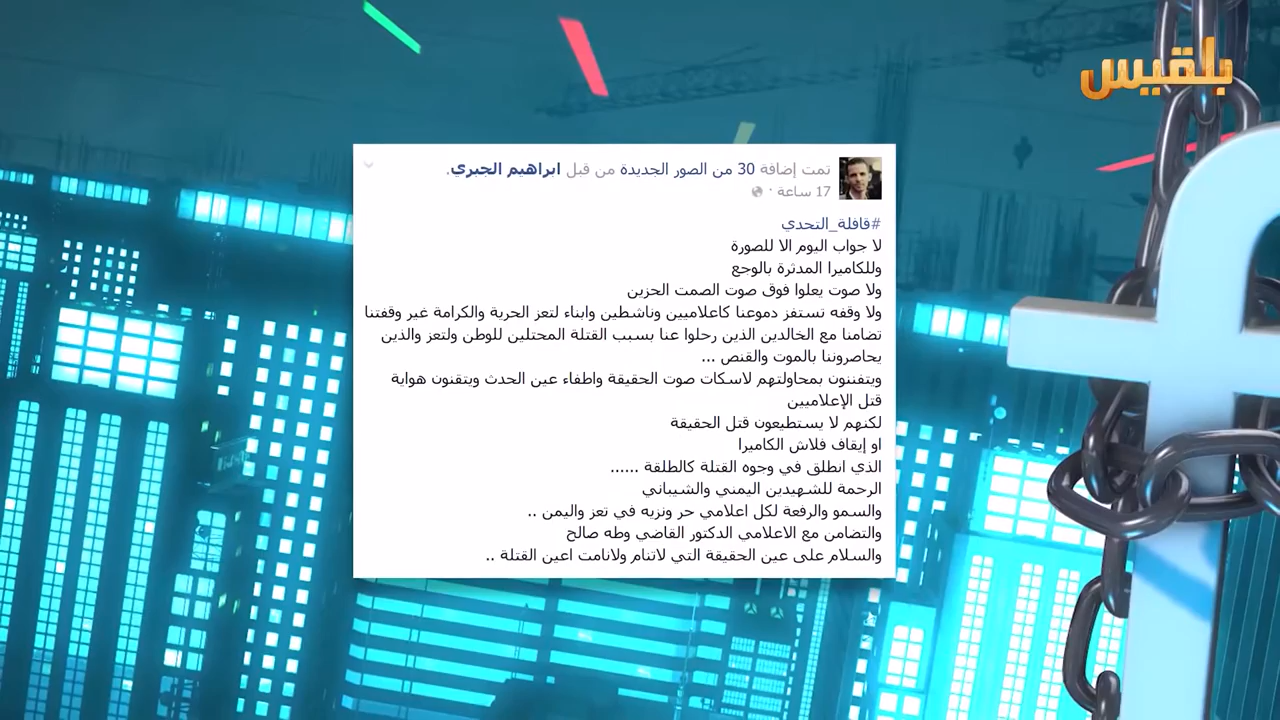 بلقيس
تمت إضافة 30 من الصور الجديدة من قبل ابراهيم الجبري.
17 ساعة ·
#قافلة_التحدي
لا جواب اليوم الا للصورة
وللكاميرا المدثرة بالوجع
ولا صوت يعلوا فوق صوت الصمت الحزين
ولا وقفه تستفز دموعنا كاعلاميين وناشطين وابناء لتعز الحرية والكرامة غير وقفتنا
تضامنا مع الخالدين الذين رحلوا عنا بسبب القتلة المحتلين للوطن ولتعز والذين
يحاصروننا بالموت والقنص ...
ويتفننون بمحاولتهم لاسكات صوت الحقيقة واطفاء عين الحدث ويتقنون هواية
قتل الإعلاميين
لكنهم لا يستطيعون قتل الحقيقة
او إيقاف فلاش الكاميرا
الذي انطلق في وجوه القتلة كالطلقة ......
الرحمة للشهيدين اليمني والشيباني
والسمو والرفعة لكل اعلامي حر ونزيه في تعز واليمن ..
والتضامن مع الاعلامي الدكتور القاضي وطه صالح
والسلام على عين الحقيقة التي لاتنام ولانامت اعين القتلة ..